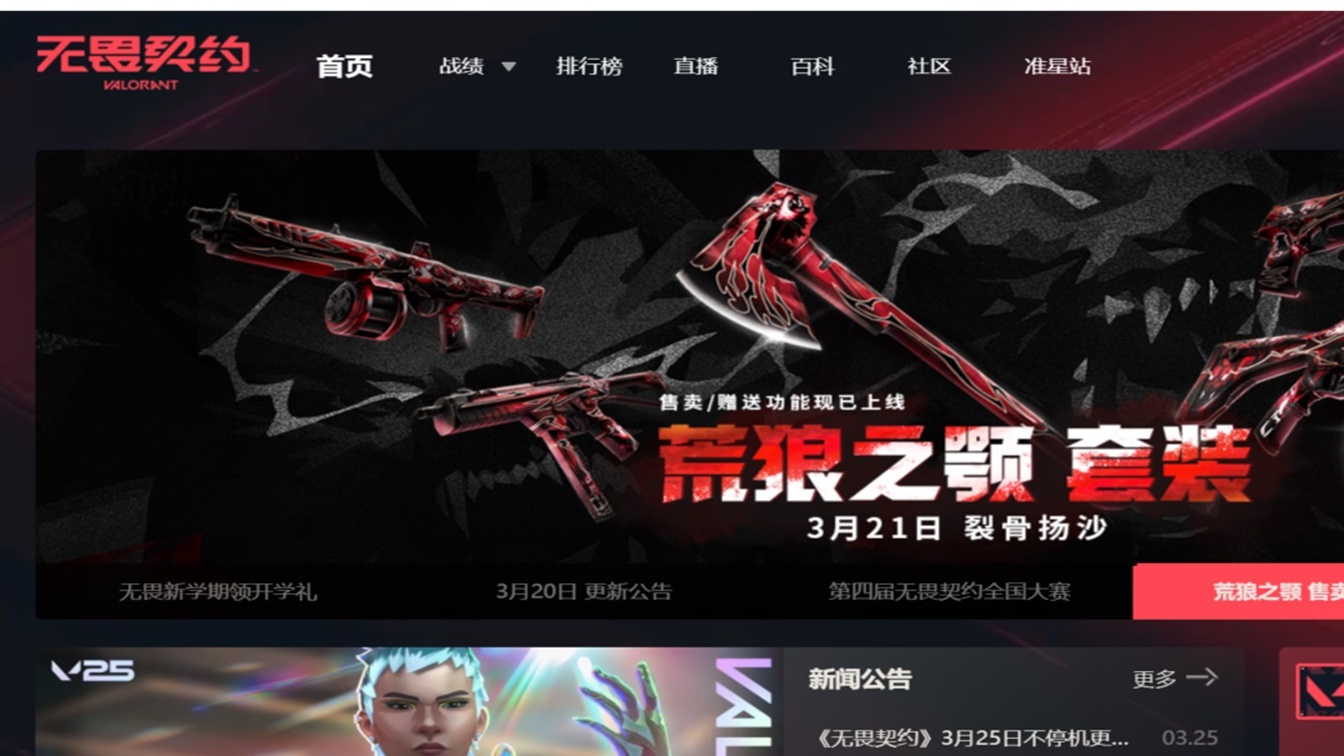 无畏契约
VALORANT
首页 战绩 排行榜 直播 百科 社区 准星站
售卖/赠送功能现已上线
荒狼之颚 套装
3月21日 裂骨扬沙
无畏新学期领开学礼 3月20日 更新公告 第四届无畏契约全国大赛 荒狼之颚 售卖
V25
VAL
新闻公告 更多
《无畏契约》3月25日不停机更... 03.25